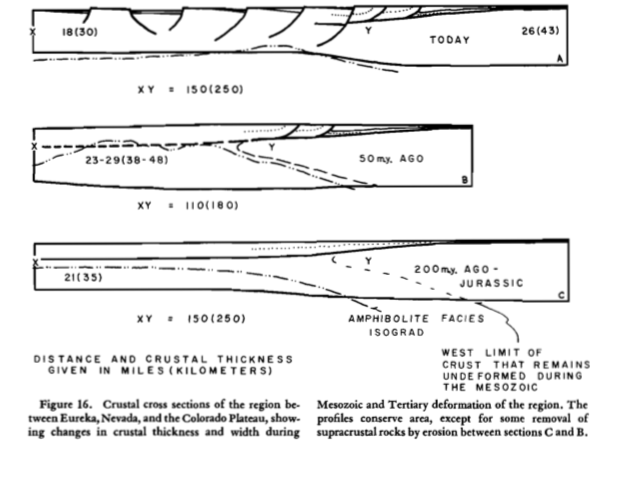 X
18(30)
Y
TODAY
26(43)
A
XY = 150(250)
X
Y
23-29(38-48)
50 m.y. AGO
B
XY = 110(180)
X
Y
21(35)
200 m.y. AGO-
JURASSIC
C
XY = 150(250)
AMPHIBOLITE FACIES
ISOGRAD
DISTANCE AND CRUSTAL THICKNESS
GIVEN IN MILES (KILOMETERS)
WEST LIMIT OF
CRUST THAT REMAINS
UNDEFORMED DURING
THE MESOZOIC
Figure 16. Crustal cross sections of the region be-
tween Eureka, Nevada, and the Colorado Plateau, show-
ing changes in crustal thickness and width during
Mesozoic and Tertiary deformation of the region. The
profiles conserve area, except for some removal of
supracrustal rocks by erosion between sections C and B.